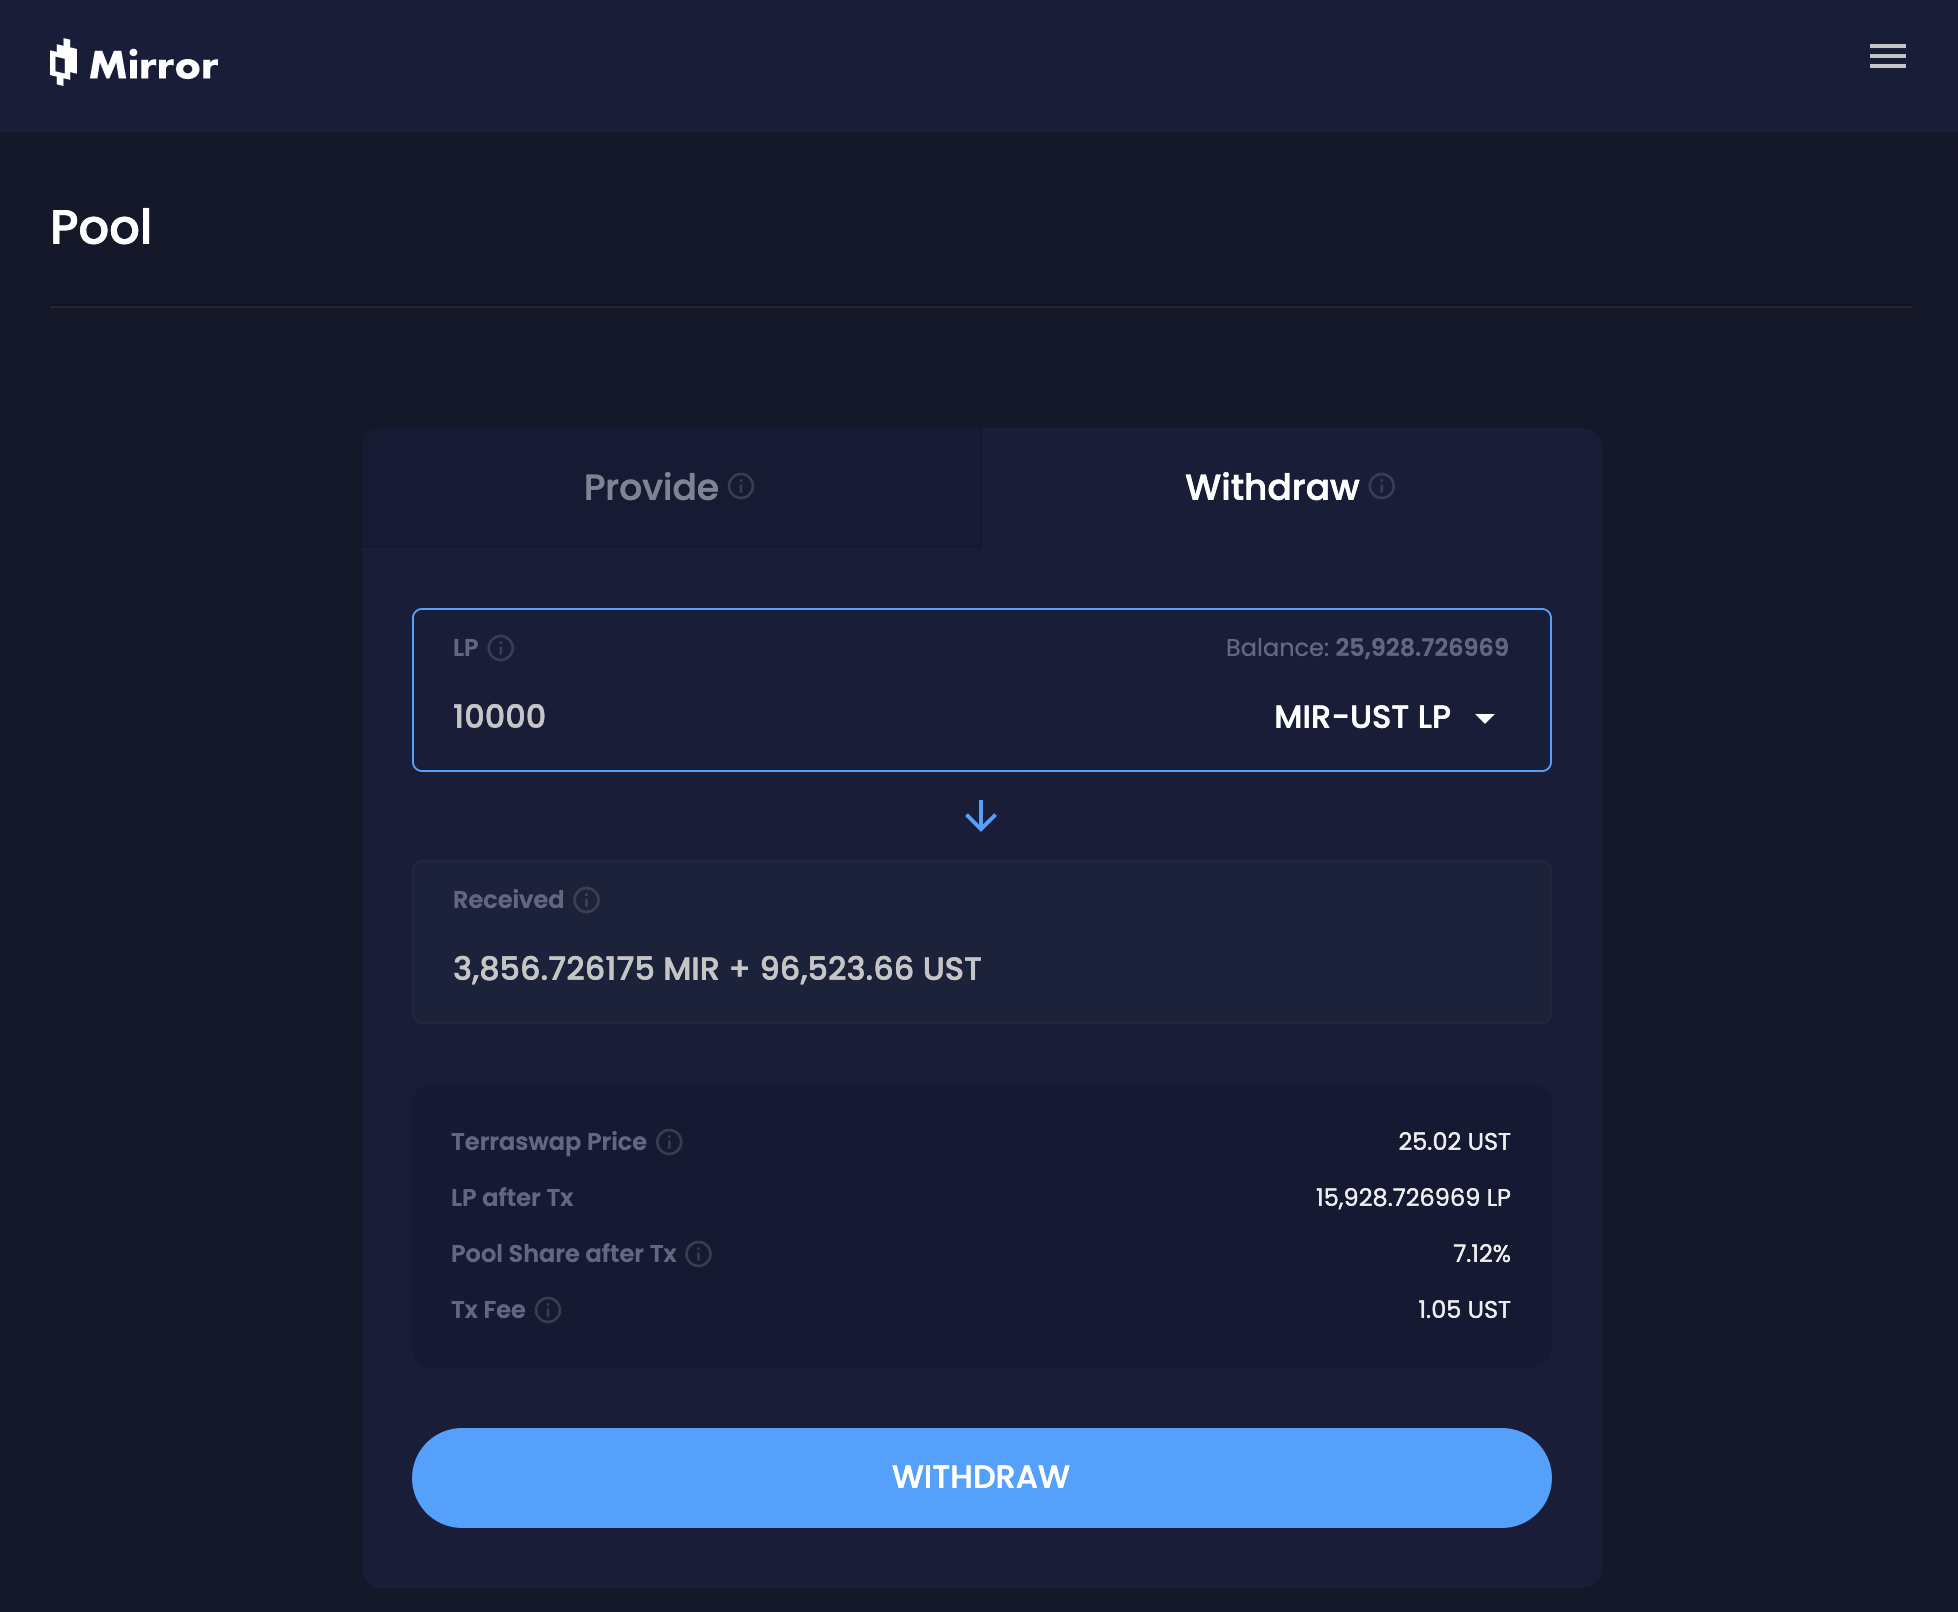 Mirror
Pool
Provide
Withdraw
LP
Balance: 25,928.726969
10000
MIR-UST LP
Received
3,856.726175 MIR + 96,523.66 UST
Terraswap Price
25.02 UST
LP after Tx
15,928.726969 LP
Pool Share after Tx
7.12%
Tx Fee
1.05 UST
WITHDRAW